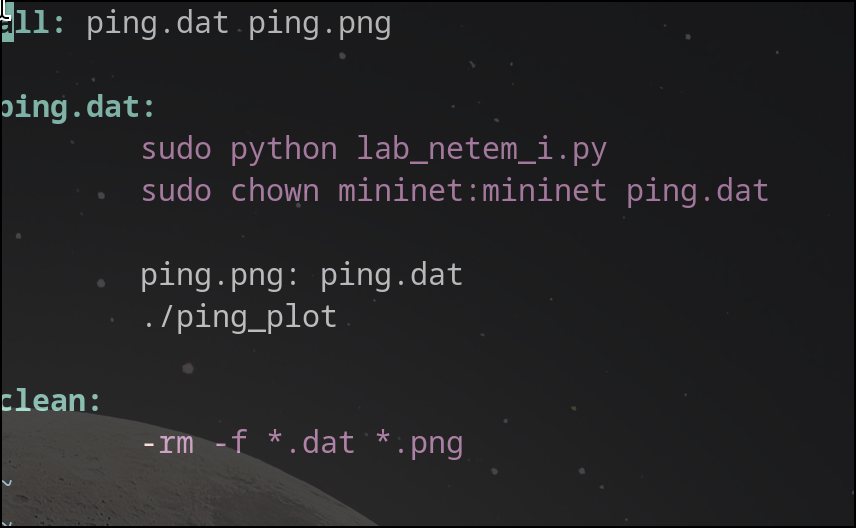 all: ping.dat ping.png
ping.dat:
sudo python lab_netem_i.py
sudo chown mininet:mininet ping.dat
ping.png: ping.dat
./ping_plot
clean:
-rm -f *.dat *.png
~
~